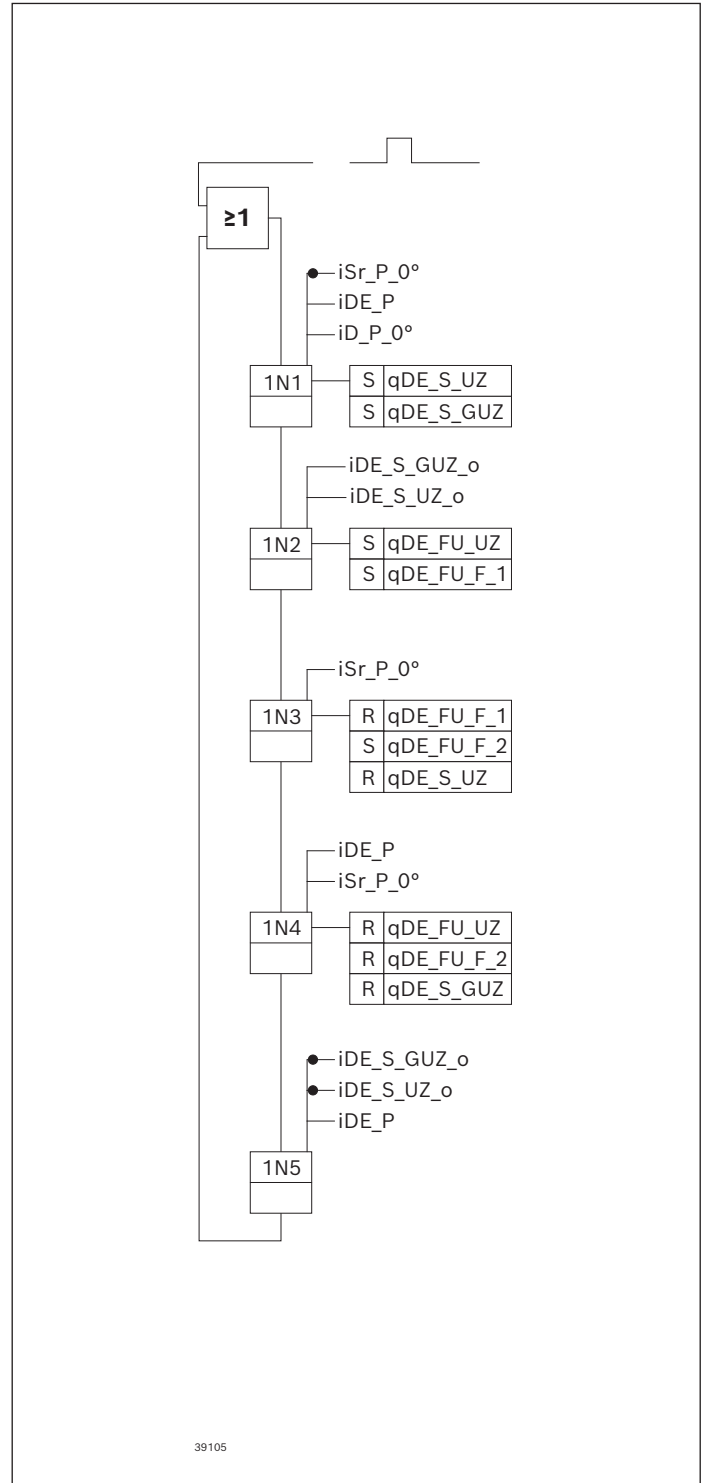 ≥1
iSr_P_0°
iDE_P
iD_P_0°
1N1
S qDE_S_UZ
S qDE_S_GUZ
iDE_S_GUZ_o
iDE_S_UZ_o
1N2
S qDE_FU_UZ
S qDE_FU_F_1
iSr_P_0°
1N3
R qDE_FU_F_1
S qDE_FU_F_2
R qDE_S_UZ
iDE_P
iSr_P_0°
1N4
R qDE_FU_UZ
R qDE_FU_F_2
R qDE_S_GUZ
iDE_S_GUZ_o
iDE_S_UZ_o
iDE_P
1N5
39105